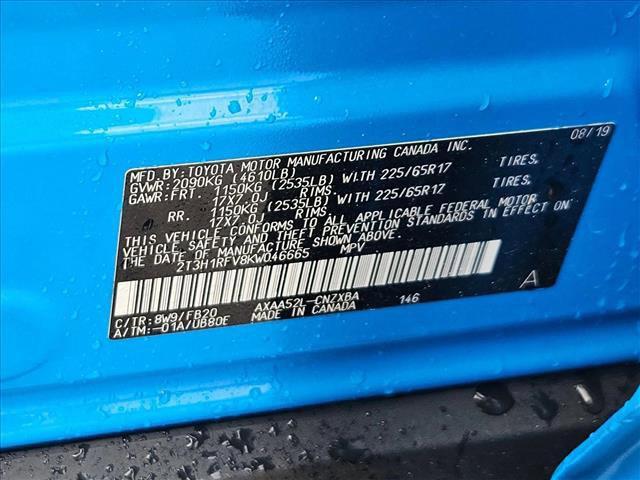 MFD.BY:TOYOTA MOTOR MANUFACTURING CANADA INC. 08/19
GVWR:2090KG (4610LB)
GAWR:FRT. 1150KG (2535LB) WITH 225/65R17 TIRES.
17X7.0J RIMS.
RR. 1150KG (2535LB) WITH 225/65R17 TIRES.
17X7.0J RIMS.
THIS VEHICLE CONFORMS TO ALL APPLICABLE FEDERAL MOTOR
VEHICLE SAFETY AND THEFT PREVENTION STANDARDS IN EFFECT ON
THE DATE OF MANUFACTURE SHOWN ABOVE.
2T3H1RFV8KW046665 MPV
A
C/TR:8W9/FB20 AXAA52L-CNZXBA 146
A/TM:-01A/UB80E MADE IN CANADA